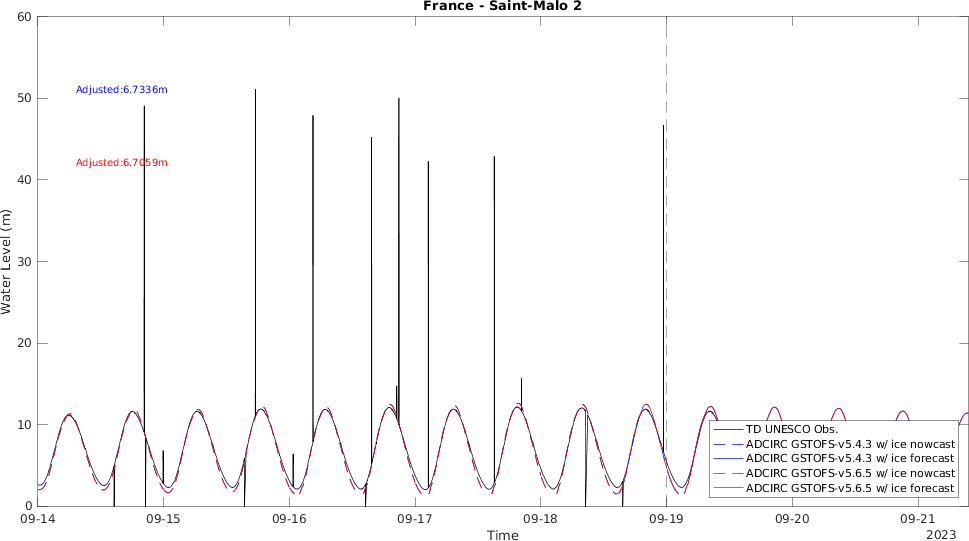 France - Saint-Malo 2
60
50
40
30
20
10
0
Water Level (m)
Adjusted:6.7336m
Adjusted:6.7059m
TD UNESCO Obs.
ADCIRC GSTOFS-v5.4.3 w/ ice nowcast
ADCIRC GSTOFS-v5.4.3 w/ ice forecast
ADCIRC GSTOFS-v5.6.5 w/ ice nowcast
ADCIRC GSTOFS-v5.6.5 w/ ice forecast
09-14 09-15 09-16 09-17 09-18 09-19 09-20 09-21
Time
2023